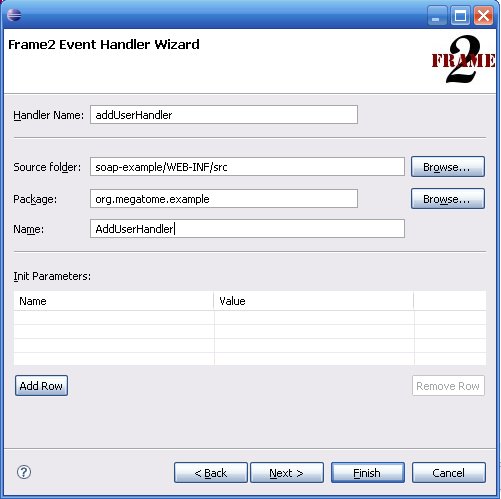 Frame2 Event Handler Wizard
FRAME
2
Handler Name: addUserHandler
Source folder: soap-example/WEB-INF/src Browse...
Package: org.megatome.example Browse...
Name: AddUserHandler
Init Parameters:
Name Value
Add Row Remove Row
? < Back Next > Finish Cancel